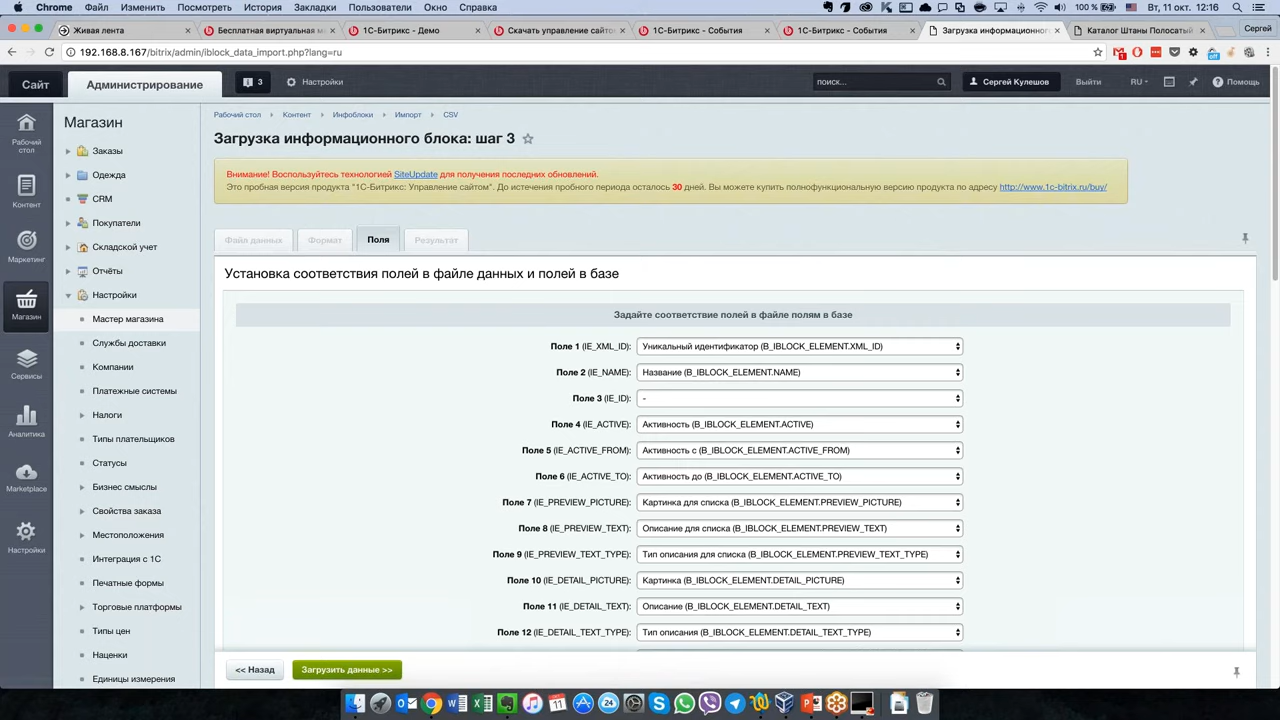 Chrome Файл Изменить Посмотреть История Закладки Пользователи Окно Справка 100 % Вт, 11 окт. 12:16
Живая лента
Бесплатная виртуальная м
1С-Битрикс - Демо
Скачать управление сайтом
1С-Битрикс - События
1С-Битрикс - События
Загрузка информационного
Каталог Штаны Полосатый
Сергей
192.168.8.167/bitrix/admin/iblock_data_import.php?lang=ru
Сайт Администрирование 3 Настройки поиск... Сергей Кулешов Выйти RU Помощь
Рабочий стол
Контент
Маркетинг
Магазин
Сервисы
Аналитика
Marketplace
Настройки
Магазин
Заказы
Одежда
CRM
Покупатели
Складской учет
Отчёты
Настройки
Мастер магазина
Службы доставки
Компании
Платежные системы
Налоги
Типы плательщиков
Статусы
Бизнес смыслы
Свойства заказа
Местоположения
Интеграция с 1С
Печатные формы
Торговые платформы
Типы цен
Наценки
Единицы измерения
Рабочий стол Контент Инфоблоки Импорт CSV
Загрузка информационного блока: шаг 3
Внимание! Воспользуйтесь технологией SiteUpdate для получения последних обновлений.
Это пробная версия продукта "1С-Битрикс: Управление сайтом". До истечения пробного периода осталось 30 дней. Вы можете купить полнофункциональную версию продукта по адресу http://www.1c-bitrix.ru/buy/
Файл данных Формат Поля Результат
Установка соответствия полей в файле данных и полей в базе
Задайте соответствие полей в файле полям в базе
Поле 1 (IE_XML_ID): Уникальный идентификатор (B_IBLOCK_ELEMENT.XML_ID)
Поле 2 (IE_NAME): Название (B_IBLOCK_ELEMENT.NAME)
Поле 3 (IE_ID): -
Поле 4 (IE_ACTIVE): Активность (B_IBLOCK_ELEMENT.ACTIVE)
Поле 5 (IE_ACTIVE_FROM): Активность с (B_IBLOCK_ELEMENT.ACTIVE_FROM)
Поле 6 (IE_ACTIVE_TO): Активность до (B_IBLOCK_ELEMENT.ACTIVE_TO)
Поле 7 (IE_PREVIEW_PICTURE): Картинка для списка (B_IBLOCK_ELEMENT.PREVIEW_PICTURE)
Поле 8 (IE_PREVIEW_TEXT): Описание для списка (B_IBLOCK_ELEMENT.PREVIEW_TEXT)
Поле 9 (IE_PREVIEW_TEXT_TYPE): Тип описания для списка (B_IBLOCK_ELEMENT.PREVIEW_TEXT_TYPE)
Поле 10 (IE_DETAIL_PICTURE): Картинка (B_IBLOCK_ELEMENT.DETAIL_PICTURE)
Поле 11 (IE_DETAIL_TEXT): Описание (B_IBLOCK_ELEMENT.DETAIL_TEXT)
Поле 12 (IE_DETAIL_TEXT_TYPE): Тип описания (B_IBLOCK_ELEMENT.DETAIL_TEXT_TYPE)
<< Назад Загрузить данные >>